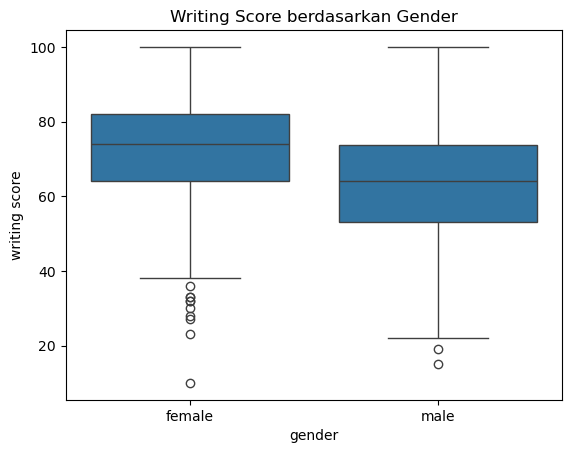 Writing Score berdasarkan Gender
100
80
60
40
20
writing score
female
male
gender